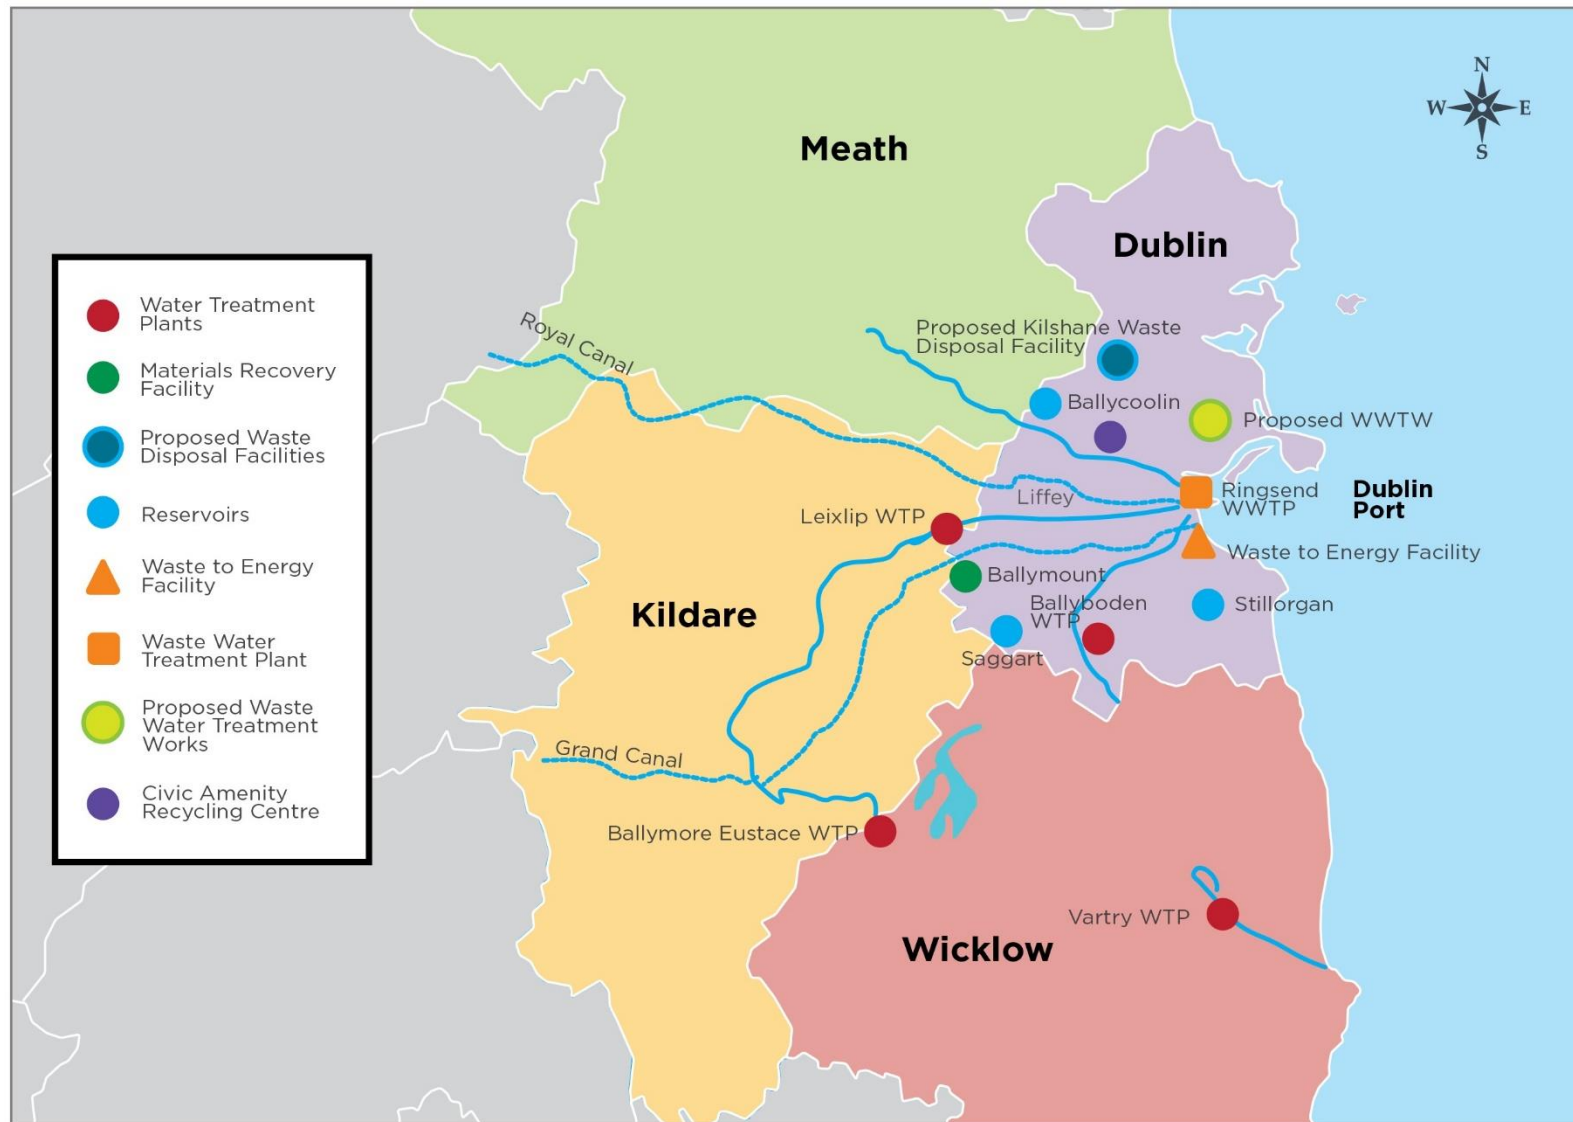 N
W
E
S
Meath
Dublin
Water Treatment
Plants
Materials Recovery
Facility
Proposed Waste
Disposal Facilities
Reservoirs
Waste to Energy
Facility
Waste Water
Treatment Plant
Proposed Waste
Water Treatment
Works
Civic Amenity
Recycling Centre
Royal Canal
Proposed Kilshane Waste
Disposal Facility
Ballycoolin
Proposed WWTW
Liffey
Ringsend
WWTP
Dublin
Port
Leixlip WTP
Waste to Energy Facility
Ballymount
Kildare
Ballyboden
WTP
Stillorgan
Saggart
Grand Canal
Ballymore Eustace WTP
Vartry WTP
Wicklow